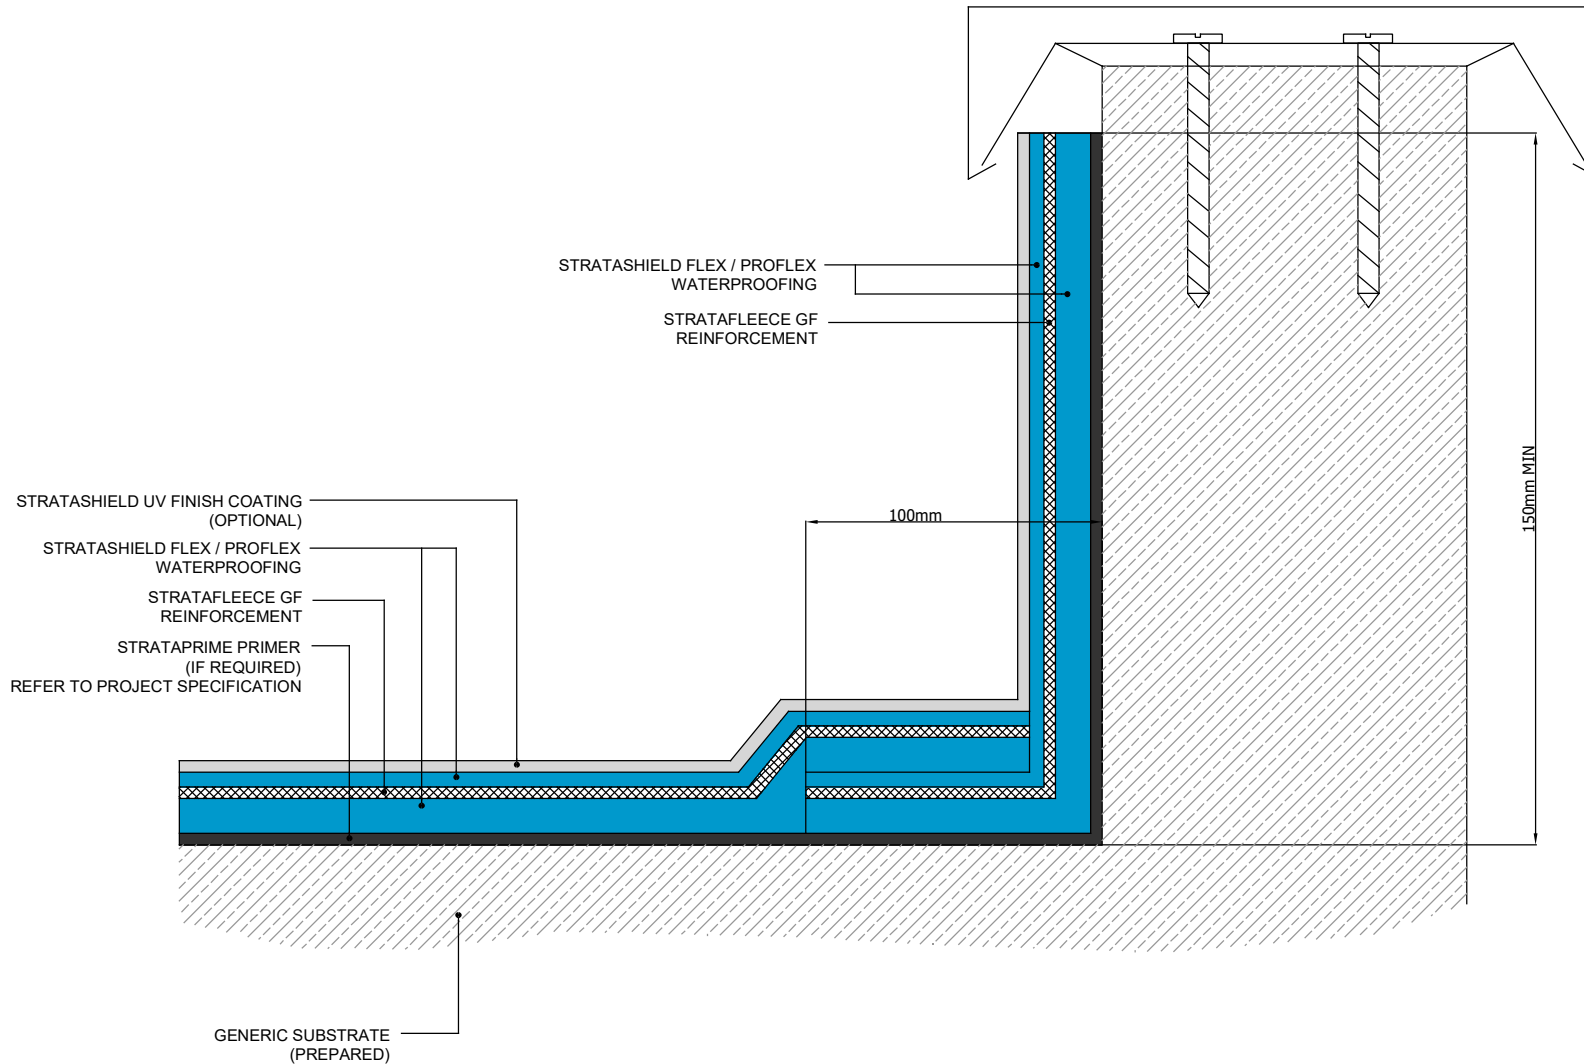 STRATASHIELD FLEX / PROFLEX
WATERPROOFING
STRATAFLEECE GF
REINFORCEMENT
150mm MIN
STRATASHIELD UV FINISH COATING
(OPTIONAL)
100mm
STRATASHIELD FLEX / PROFLEX
WATERPROOFING
STRATAFLEECE GF
REINFORCEMENT
STRATAPRIME PRIMER
(IF REQUIRED)
REFER TO PROJECT SPECIFICATION
GENERIC SUBSTRATE
(PREPARED)